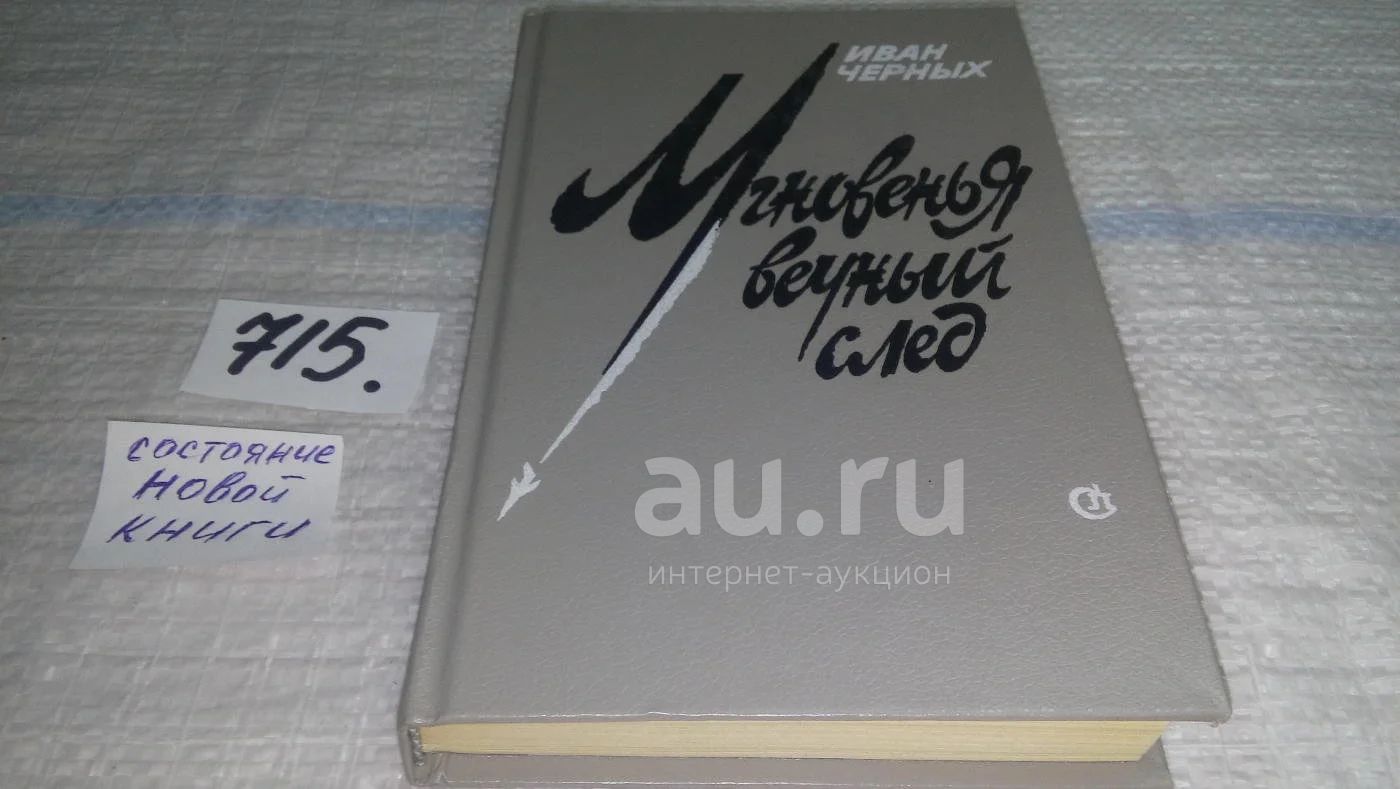 ИВАН
ЧЕРНЫХ
Мгновенья
вечный
след
715.
состояние
новой
книги
au.ru
интернет-аукцион